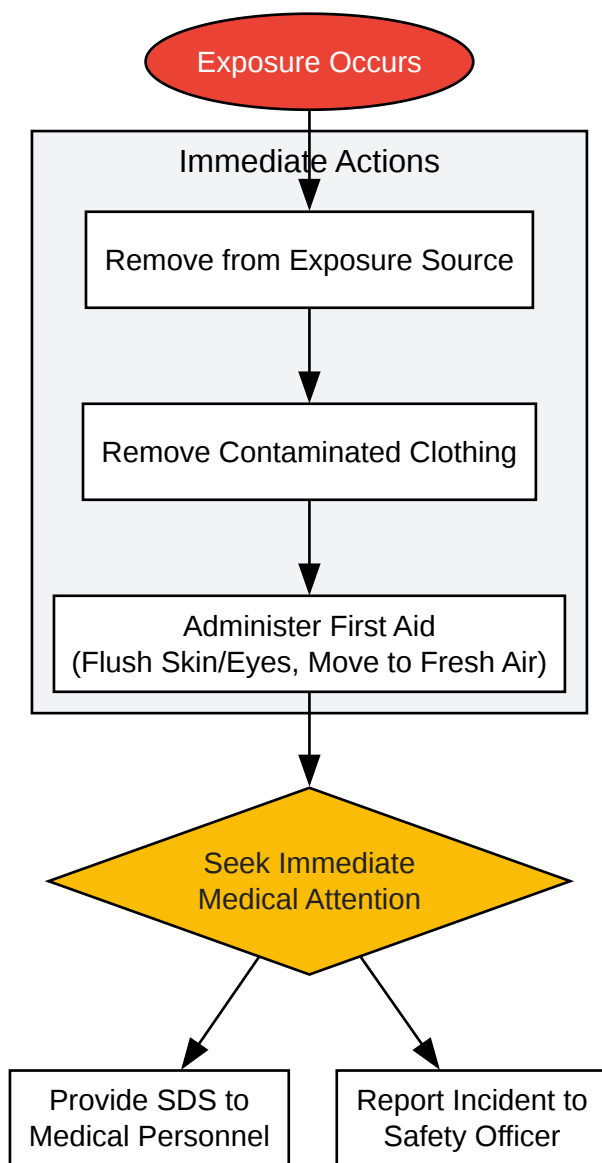 Exposure Occurs
Immediate Actions
Remove from Exposure Source
Remove Contaminated Clothing
Administer First Aid
(Flush Skin/Eyes, Move to Fresh Air)
Seek Immediate
Medical Attention
Provide SDS to
Medical Personnel
Report Incident to
Safety Officer